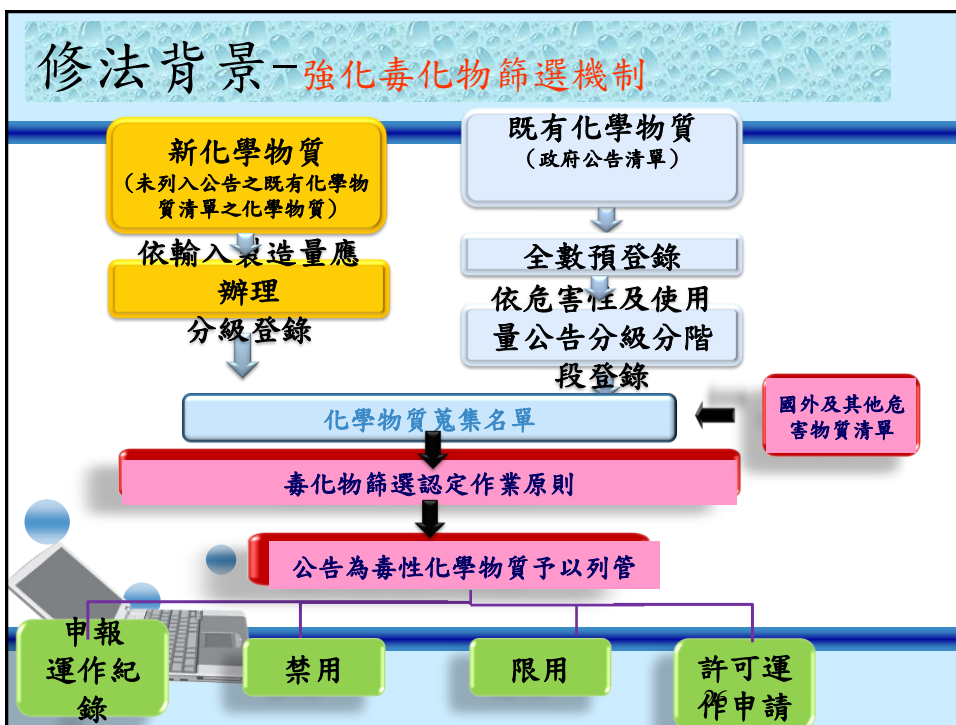 修法背景-強化毒化物篩選機制
新化學物質
（未列入公告之既有化學物
質清單之化學物質）
依輸入製造量應
辦理
分級登錄
既有化學物質
（政府公告清單）
全數預登錄
依危害性及使用
量公告分級分階
段登錄
化學物質蒐集名單
國外及其他危
害物質清單
毒化物篩選認定作業原則
公告為毒性化學物質予以列管
申報
運作紀
錄
禁用
限用
許可運
作申請